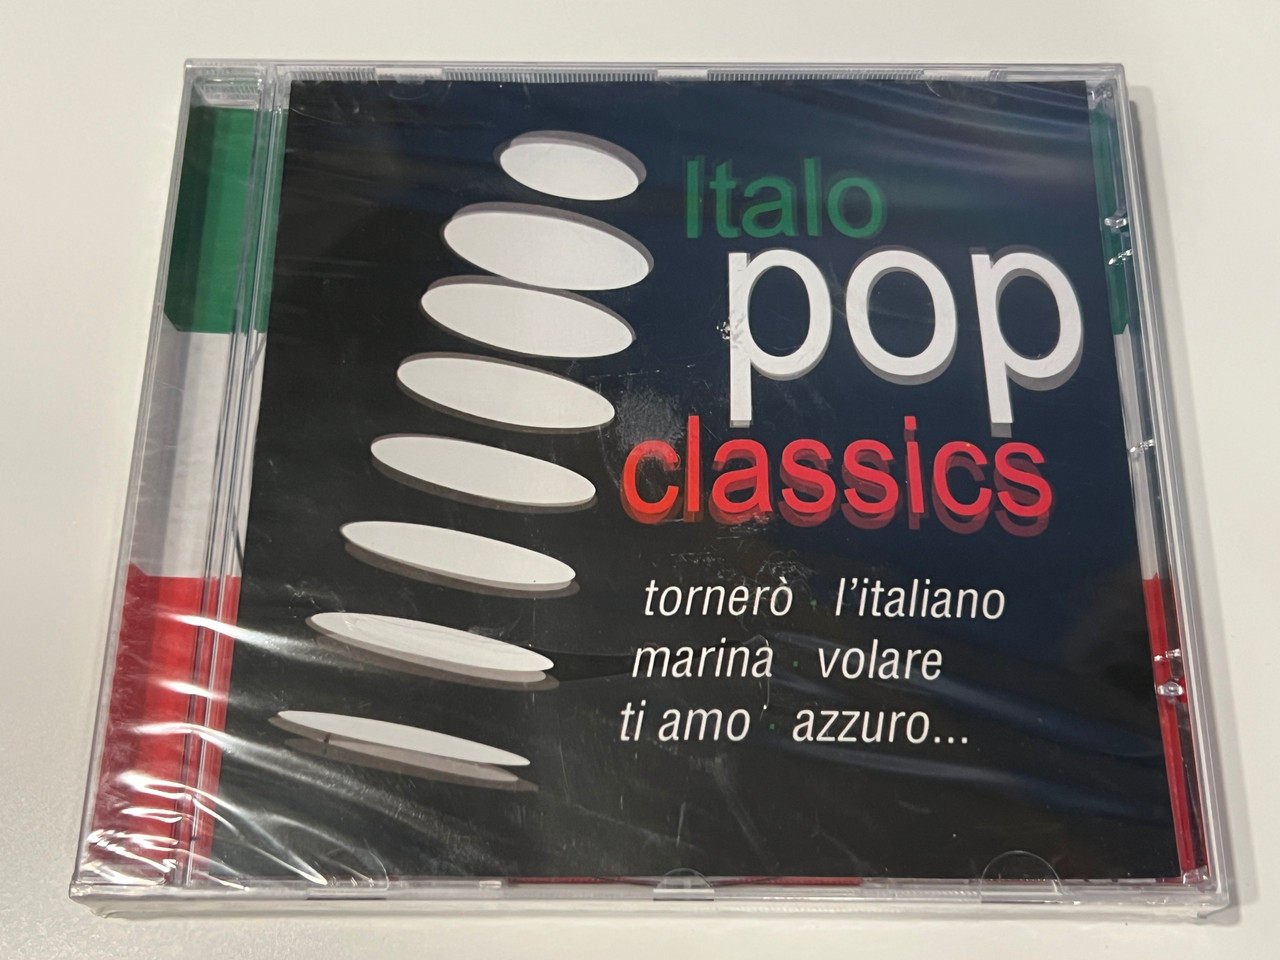 Italo
pop
classics
tornerò · l'italiano
marina · volare
ti amo · azzuro...